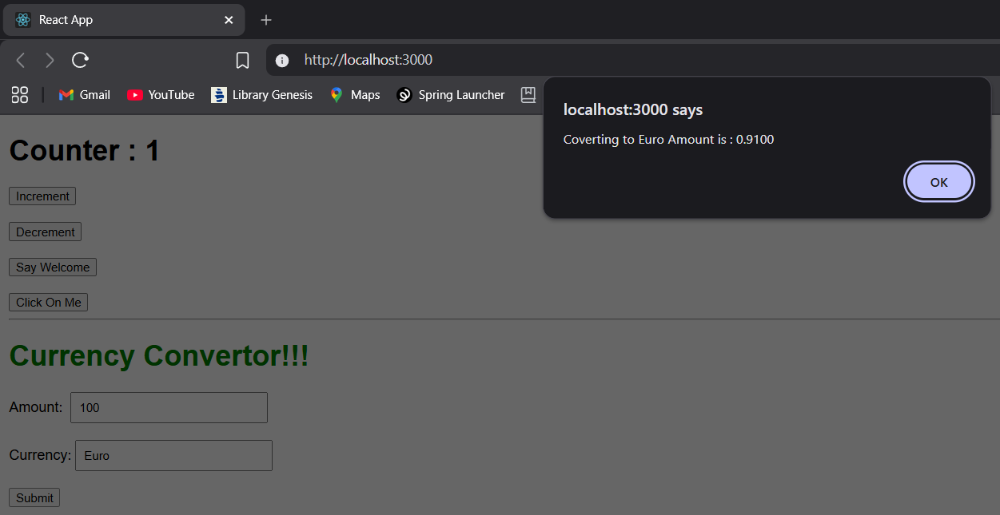 React App
http://localhost:3000
Gmail YouTube Library Genesis Maps Spring Launcher
localhost:3000 says
Coverting to Euro Amount is : 0.9100
OK
Counter : 1
Increment
Decrement
Say Welcome
Click On Me
Currency Convertor!!!
Amount: 100
Currency: Euro
Submit